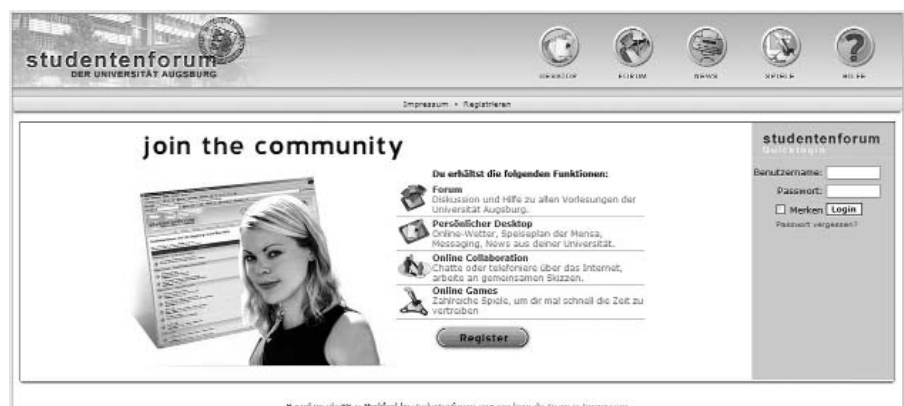 studentenforum
DER UNIVERSITÄT AUGSBURG
DESKTOP
FORUM
NEWS
SPIELE
HILFE
Impressum • Registrieren
join the community
Du erhältst die folgenden Funktionen:
Forum
Diskussion und Hilfe zu allen Vorlesungen der
Universität Augsburg.
Persönlicher Desktop
Online-Wetter, Speiseplan der Mensa,
Messaging, News aus deiner Universität.
Online Collaboration
Chatte oder telefoniere über das Internet,
arbeite an gemeinsamen Skizzen.
Online Games
Zahlreiche Spiele, um dir mal schnell die Zeit zu
vertreiben
Register
studentenforum
Quicklogin
Benutzername:
Passwort:
Merken Login
Passwort vergessen?